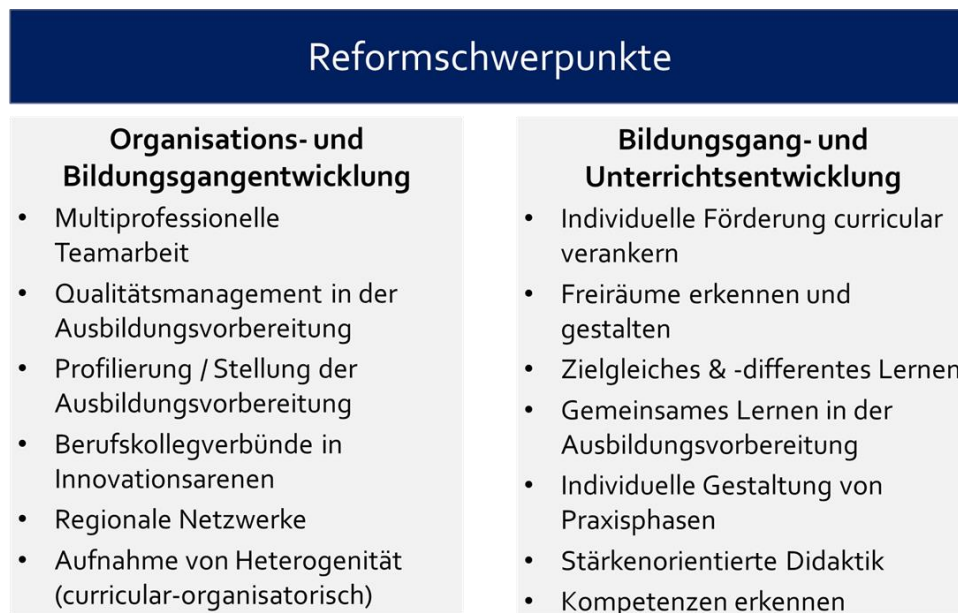 Reformschwerpunkte
Organisations- und
Bildungsgangentwicklung
• Multiprofessionelle
Teamarbeit
• Qualitätsmanagement in der
Ausbildungsvorbereitung
• Profilierung / Stellung der
Ausbildungsvorbereitung
• Berufskollegverbünde in
Innovationsarenen
• Regionale Netzwerke
• Aufnahme von Heterogenität
(curricular-organisatorisch)
Bildungsgang- und
Unterrichtsentwicklung
• Individuelle Förderung curricular
verankern
• Freiräume erkennen und
gestalten
• Zielgleiches & -differentes Lernen
• Gemeinsames Lernen in der
Ausbildungsvorbereitung
• Individuelle Gestaltung von
Praxisphasen
• Stärkenorientierte Didaktik
• Kompetenzen erkennen